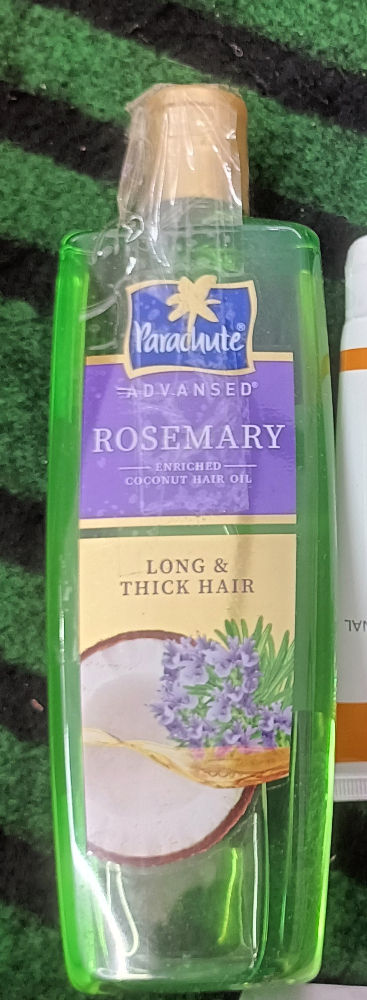 Parachute®
ADVANSED®
ROSEMARY
ENRICHED
COCONUT HAIR OIL
LONG &
THICK HAIR